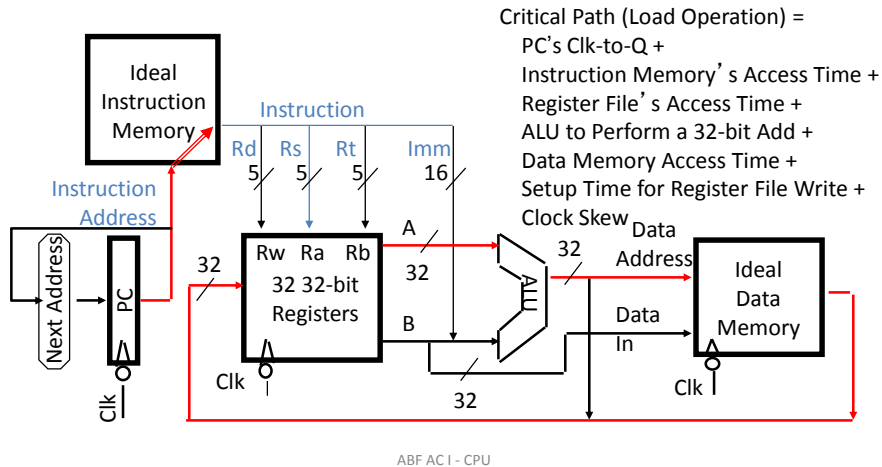 Critical Path (Load Operation) =
PC's Clk-to-Q +
Instruction Memory's Access Time +
Register File's Access Time +
ALU to Perform a 32-bit Add +
Data Memory Access Time +
Setup Time for Register File Write +
Clock Skew
Ideal
Instruction
Memory
Instruction
Rd
Rs
Rt
Imm
5
5
5
16
Instruction
Address
32
Rw
Ra
Rb
32 32-bit
Registers
Clk
A
32
B
32
ALU
32
Data
Address
Data
In
Ideal
Data
Memory
Clk
Next Address
PC
Clk
ABF AC I - CPU